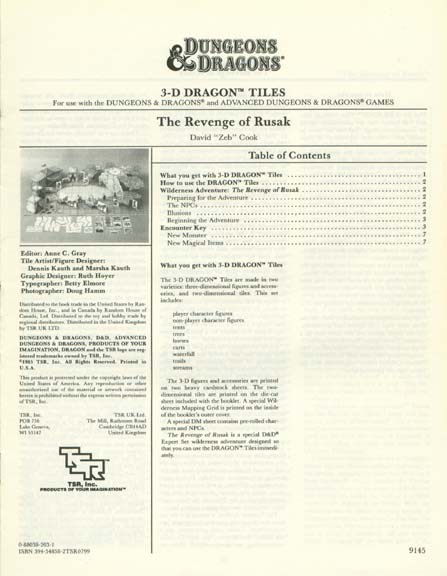 DUNGEONS
& DRAGONS®
3-D DRAGON™ TILES
For use with the DUNGEONS & DRAGONS® and ADVANCED DUNGEONS & DRAGONS® GAMES
The Revenge of Rusak
David "Zeb" Cook
Editor: Anne C. Gray
Tile Artist/Figure Designer:
Dennis Kauth and Marsha Kauth
Graphic Designer: Ruth Hoyer
Typographer: Betty Elmore
Photographer: Doug Hamm
Distributed to the book trade in the United States by Ran-
dom House, Inc., and in Canada by Random House of
Canada, Ltd. Distributed to the toy and hobby trade by
regional distributors. Distributed in the United Kingdom
by TSR UK LTD.
DUNGEONS & DRAGONS, D&D, ADVANCED
DUNGEONS & DRAGONS, PRODUCTS OF YOUR
IMAGINATION, DRAGON and the TSR logo are reg-
istered trademarks owned by TSR, Inc.
©1985 TSR, Inc. All Rights Reserved. Printed in
U.S.A.
This product is protected under the copyright laws of the
United States of America. Any reproduction or other
unauthorized use of the material or artwork contained
herein is prohibited without the express written permission
of TSR, Inc.
TSR, Inc.
POB 756
Lake Geneva,
WI 53147
TSR UK Ltd.
The Mill, Rathmore Road
Cambridge CB14AD
United Kingdom
TSR, Inc.
PRODUCTS OF YOUR IMAGINATION™
0-88038-203-1
ISBN 394-54858-2TSR0799
Table of Contents
What you get with 3-D DRAGON™ Tiles 1
How to use the DRAGON™ Tiles 2
Wilderness Adventure: The Revenge of Rusak 2
Preparing for the Adventure 2
The NPCs 2
Illusions 2
Beginning the Adventure 3
Encounter Key 3
New Monster 7
New Magical Items 7
What you get with 3-D DRAGON™ Tiles
The 3-D DRAGON™ Tiles are made in two
varieties: three-dimensional figures and acces-
sories, and two-dimensional tiles. This set
includes:
player character figures
non-player character figures
tents
trees
horses
carts
waterfall
trails
streams
The 3-D figures and accessories are printed
on two heavy cardstock sheets. The two-
dimensional tiles are printed on the die-cut
sheet included with the booklet. A special Wil-
derness Mapping Grid is printed on the inside
of the booklet's outer cover.
A special DM sheet contains pre-rolled char-
acters and NPCs.
The Revenge of Rusak is a special D&D®
Expert Set wilderness adventure designed so
that you can use the DRAGON™ Tiles immedi-
ately.
9145